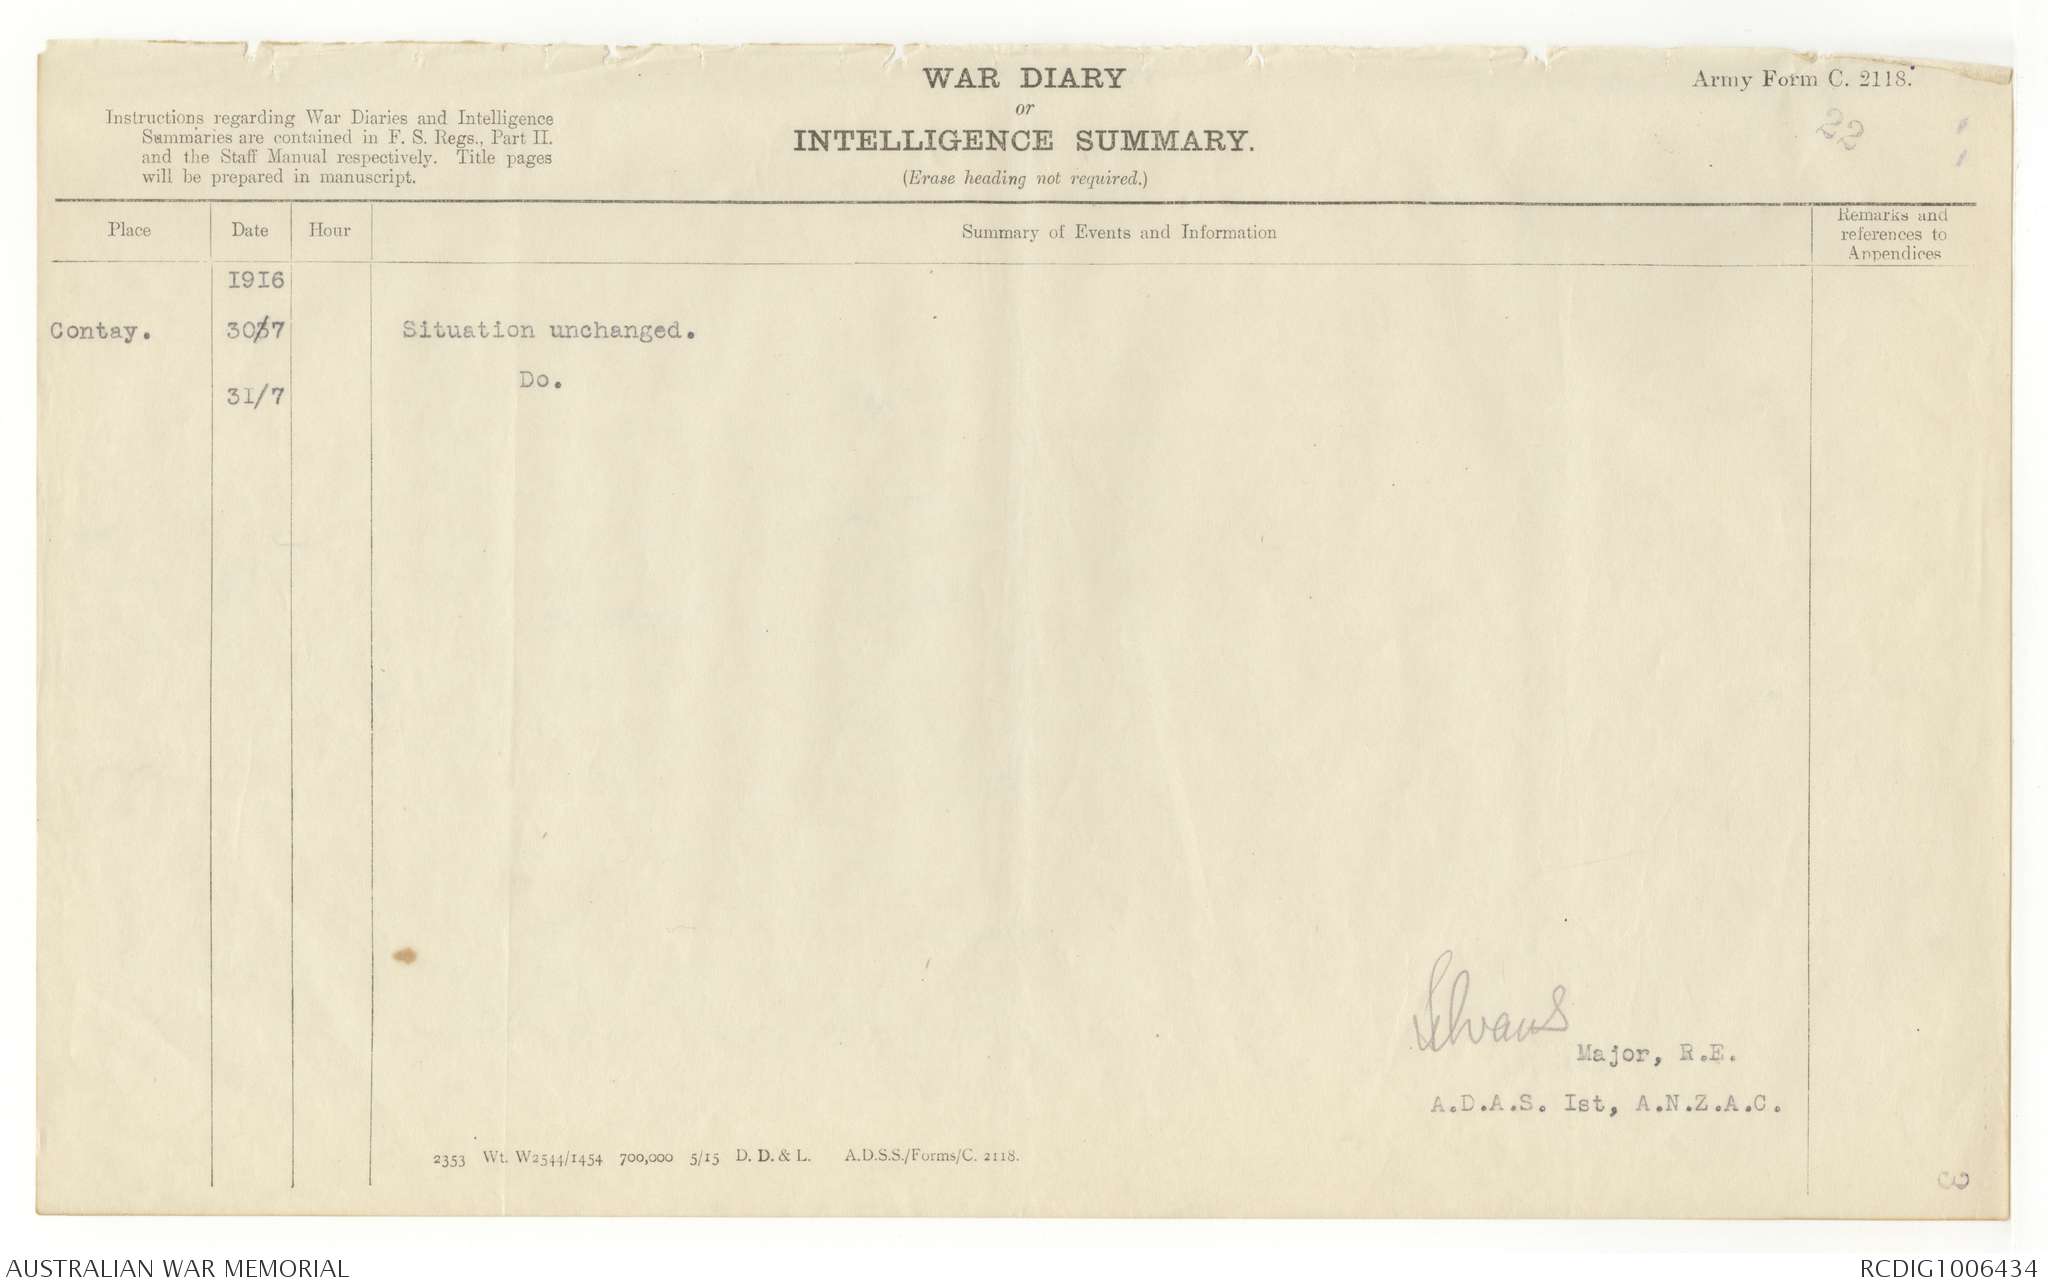 WAR DIARY
or
INTELLIGENCE SUMMARY.
(Erase heading not required.)
Army Form C. 2118.
22
Instructions regarding War Diaries and Intelligence
Summaries are contained in F. S. Regs., Part II.
and the Staff Manual respectively. Title pages
will be prepared in manuscript.
Place Date Hour Summary of Events and Information Remarks and references to Appendices
1916
Contay. 30/7 Situation unchanged.
31/7 Do.
Major, R.E.
A.D.A.S. Ist, A.N.Z.A.C.
2353 Wt. W2544/1454 700,000 5/15 D. D. & L. A.D.S.S./Forms/C. 2118.
AUSTRALIAN WAR MEMORIAL
RCDIG1006434